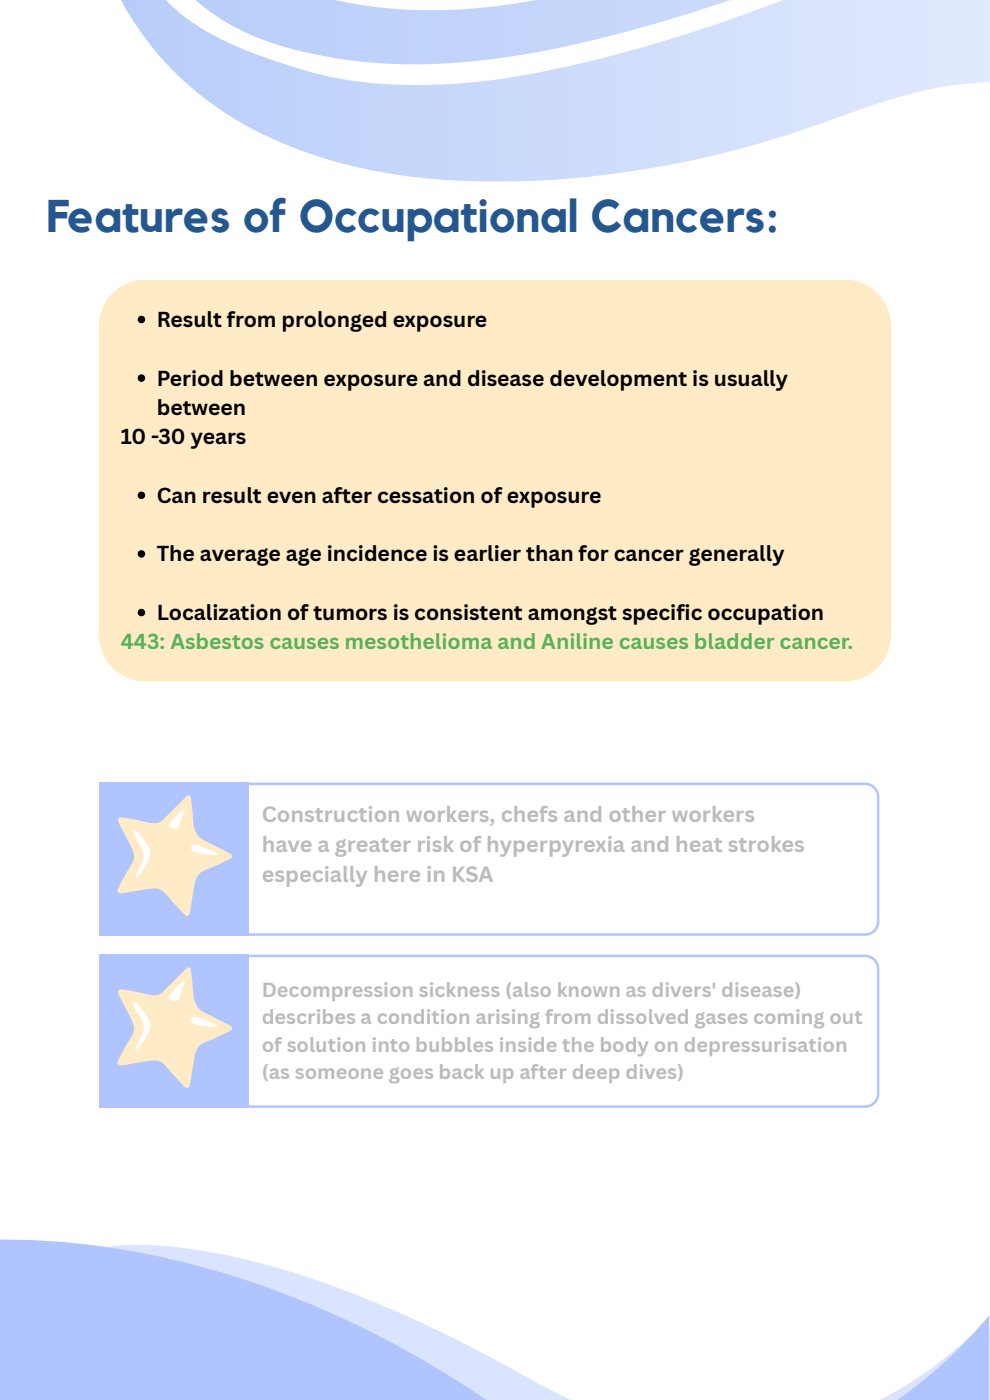 Features of Occupational Cancers:
• Result from prolonged exposure
• Period between exposure and disease development is usually
between
10 -30 years
• Can result even after cessation of exposure
• The average age incidence is earlier than for cancer generally
• Localization of tumors is consistent amongst specific occupation
443: Asbestos causes mesothelioma and Aniline causes bladder cancer.
Construction workers, chefs and other workers
have a greater risk of hyperpyrexia and heat strokes
especially here in KSA
Decompression sickness (also known as divers' disease)
describes a condition arising from dissolved gases coming out
of solution into bubbles inside the body on depressurisation
(as someone goes back up after deep dives)